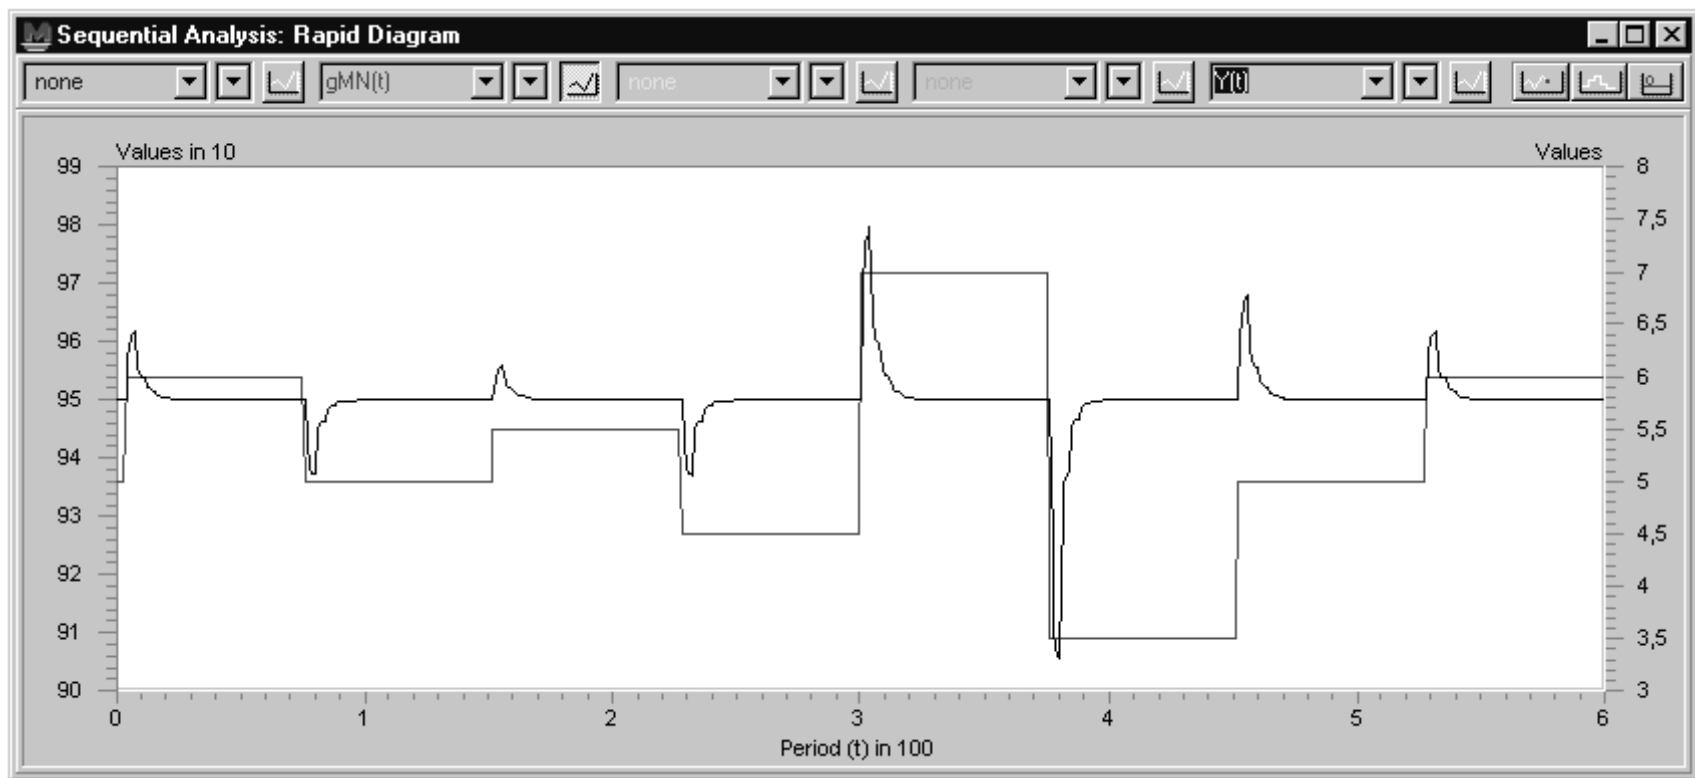 Sequential Analysis: Rapid Diagram
none gMN(t) none none Y(t)
Values in 10 Values
99 8
98 7,5
97 7
96 6,5
95 6
94 5,5
93 5
92 4,5
91 4
90 3,5
3
0 1 2 3 4 5 6
Period (t) in 100